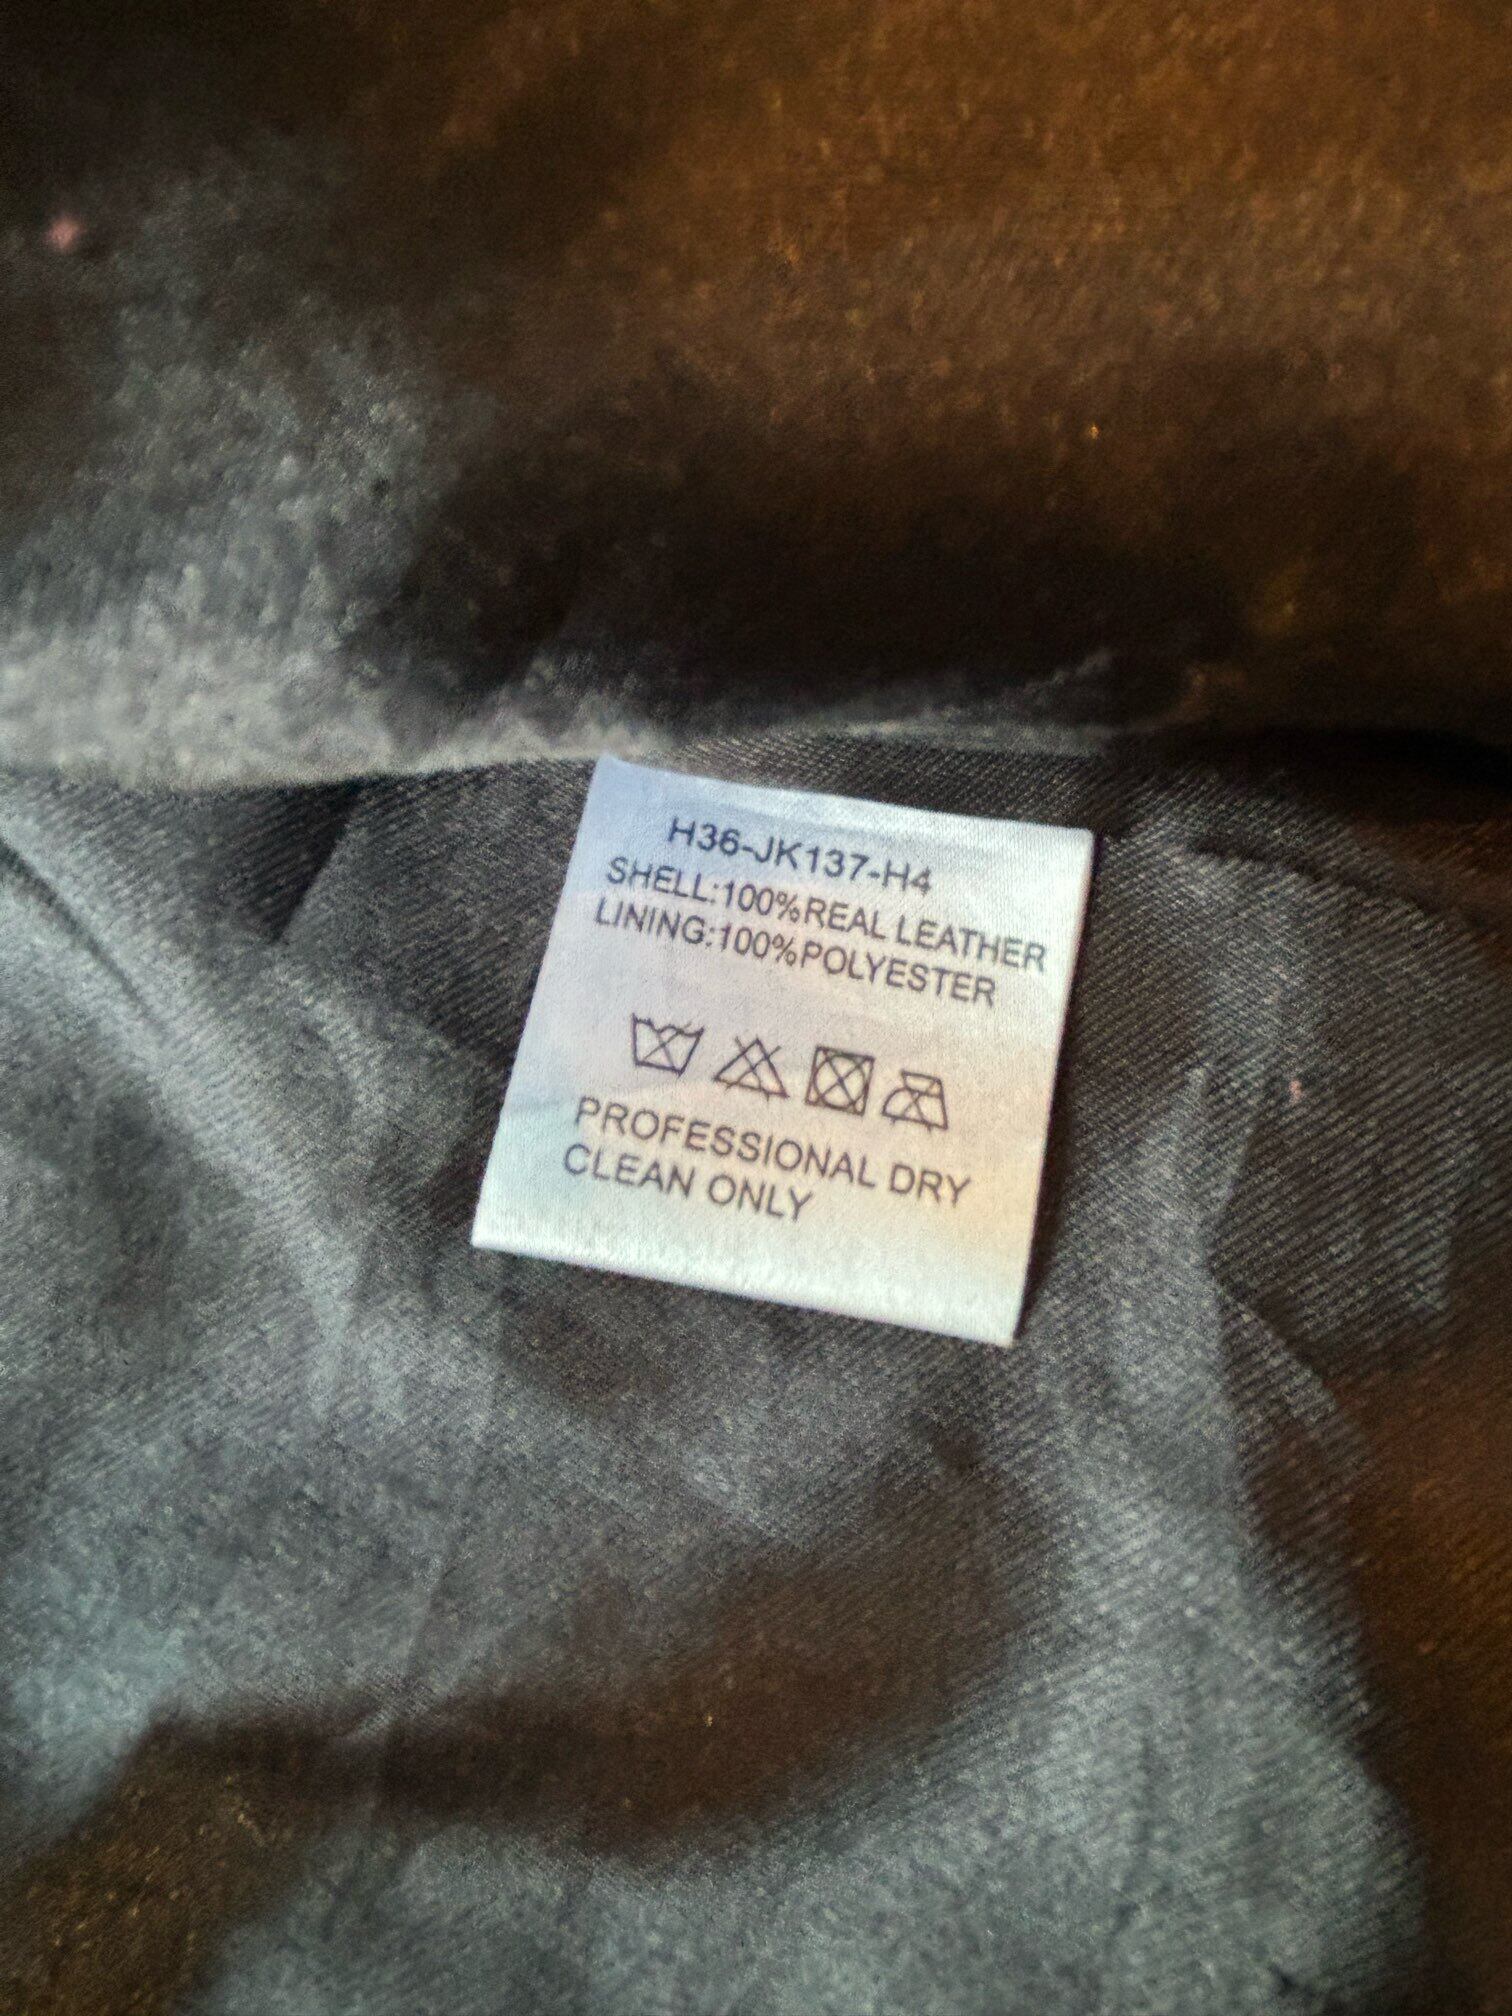 H36-JK137-H4
SHELL:100%REAL LEATHER
LINING:100%POLYESTER
PROFESSIONAL DRY
CLEAN ONLY